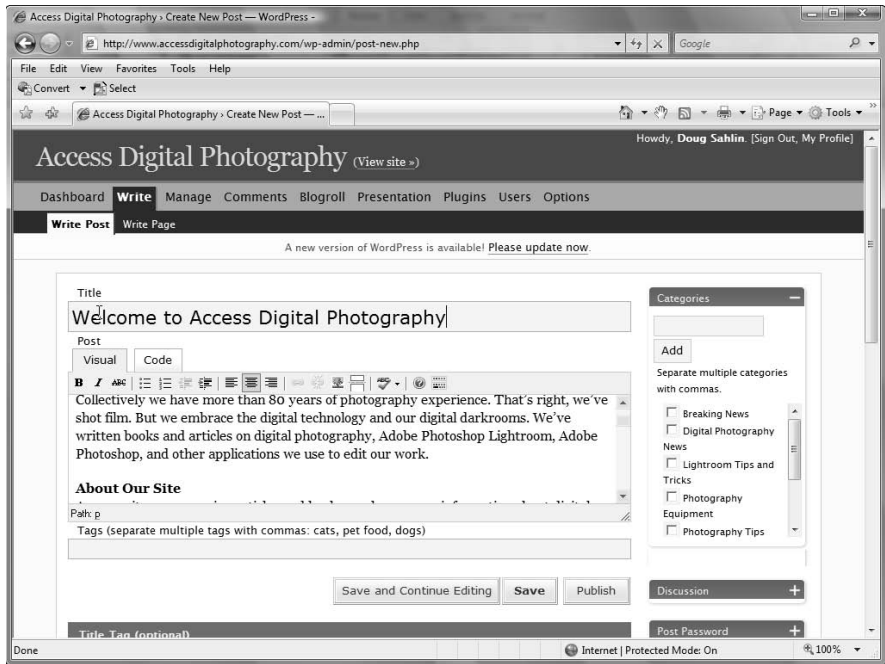 Access Digital Photography › Create New Post — WordPress -
http://www.accessdigitalphotography.com/wp-admin/post-new.php
Google
File Edit View Favorites Tools Help
Convert Select
Access Digital Photography › Create New Post — ...
Page Tools
Howdy, Doug Sahlin. [Sign Out, My Profile]
Access Digital Photography (View site »)
Dashboard Write Manage Comments Blogroll Presentation Plugins Users Options
Write Post Write Page
A new version of WordPress is available! Please update now.
Title
Welcome to Access Digital Photography
Post
Visual Code
B I ABC
Collectively we have more than 80 years of photography experience. That's right, we've
shot film. But we embrace the digital technology and our digital darkrooms. We've
written books and articles on digital photography, Adobe Photoshop Lightroom, Adobe
Photoshop, and other applications we use to edit our work.
About Our Site
Path: p
Tags (separate multiple tags with commas: cats, pet food, dogs)
Save and Continue Editing Save Publish
Title Tag (optional)
Categories
Add
Separate multiple categories
with commas.
Breaking News
Digital Photography
News
Lightroom Tips and
Tricks
Photography
Equipment
Photography Tips
Discussion
Post Password
Done
Internet | Protected Mode: On
100%